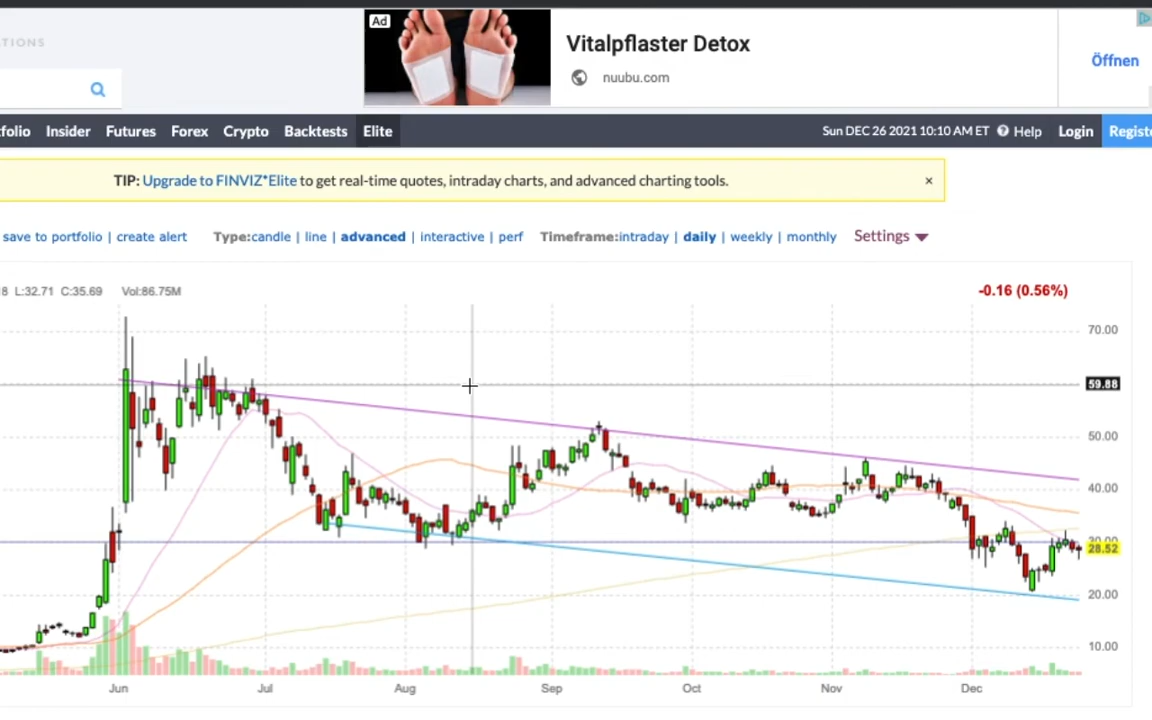 TIONS
Ad
Vitalpflaster Detox
nuubu.com
Öffnen
tfolio Insider Futures Forex Crypto Backtests Elite Sun DEC 26 2021 10:10 AM ET Help Login Registe
TIP: Upgrade to FINVIZ*Elite to get real-time quotes, intraday charts, and advanced charting tools. ×
save to portfolio | create alert Type:candle | line | advanced | interactive | perf Timeframe:intraday | daily | weekly | monthly Settings
8 L:32.71 C:35.69 Vol:86.75M -0.16 (0.56%)
70.00
59.88
50.00
40.00
30.00
28.52
20.00
10.00
Jun Jul Aug Sep Oct Nov Dec